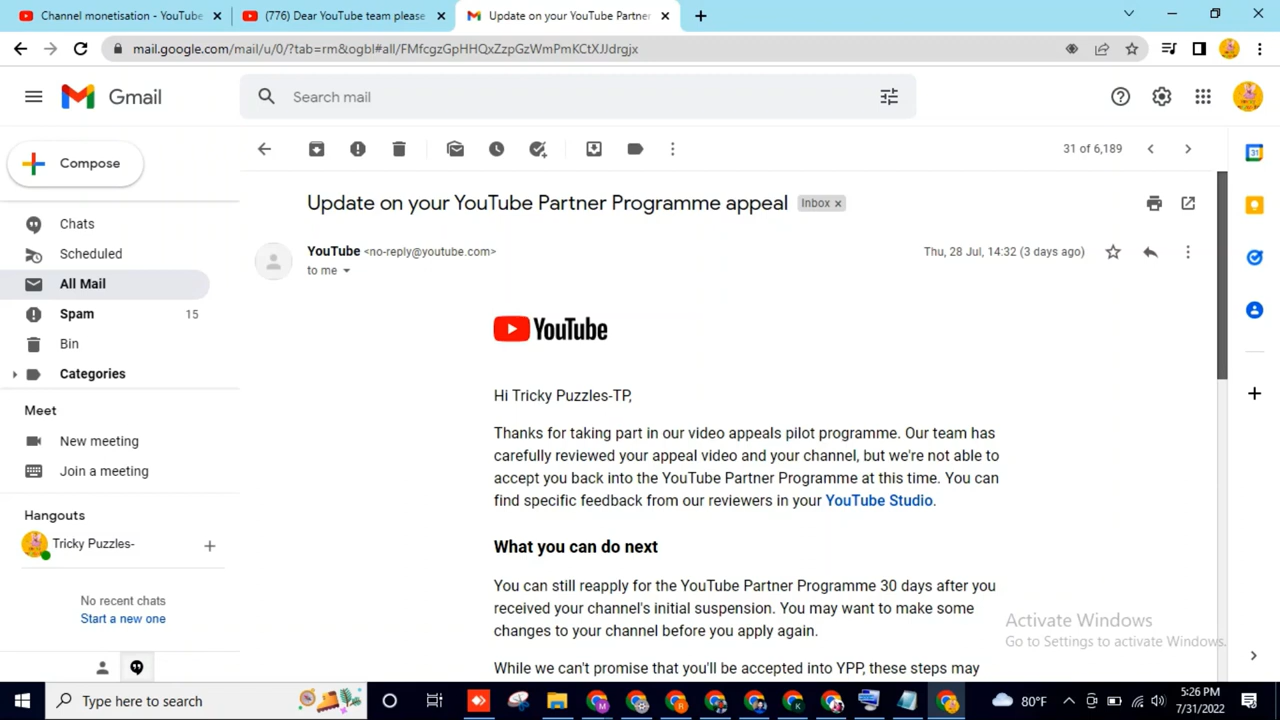 Channel monetisation - YouTube
(776) Dear YouTube team please
Update on your YouTube Partner
mail.google.com/mail/u/0/?tab=rm&ogbl#all/FMfcgzGpHHQxZzpGzWmPmKCtXJJdrgjx
Gmail
Search mail
Compose
31 of 6,189
Update on your YouTube Partner Programme appeal
Inbox x
Chats
YouTube <no-reply@youtube.com>
Thu, 28 Jul, 14:32 (3 days ago)
Scheduled
to me
All Mail
Spam
15
YouTube
Bin
Categories
Hi Tricky Puzzles-TP,
Meet
Thanks for taking part in our video appeals pilot programme. Our team has
New meeting
carefully reviewed your appeal video and your channel, but we're not able to
Join a meeting
accept you back into the YouTube Partner Programme at this time. You can
find specific feedback from our reviewers in your YouTube Studio.
Hangouts
Tricky Puzzles-
What you can do next
You can still reapply for the YouTube Partner Programme 30 days after you
No recent chats
received your channel's initial suspension. You may want to make some
Start a new one
changes to your channel before you apply again.
Activate Windows
Go to Settings to activate Windows.
While we can't promise that you'll be accepted into YPP, these steps may
Type here to search
80°F
5:26 PM
7/31/2022